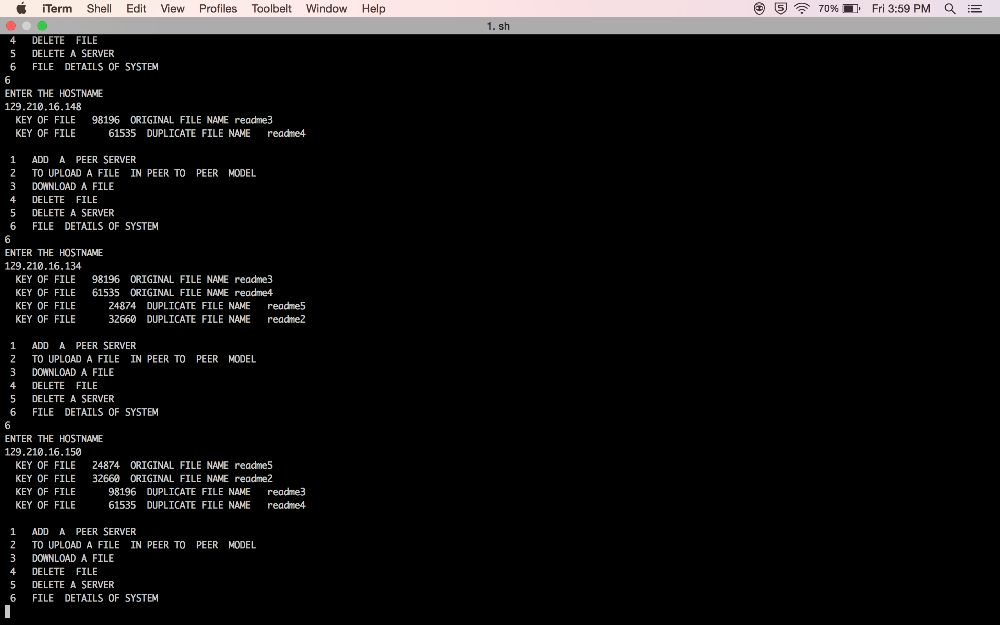 iTerm Shell Edit View Profiles Toolbelt Window Help 70% Fri 3:59 PM
1. sh
4 DELETE FILE
5 DELETE A SERVER
6 FILE DETAILS OF SYSTEM
6
ENTER THE HOSTNAME
129.210.16.148
KEY OF FILE 98196 ORIGINAL FILE NAME readme3
KEY OF FILE 61535 DUPLICATE FILE NAME readme4
1 ADD A PEER SERVER
2 TO UPLOAD A FILE IN PEER TO PEER MODEL
3 DOWNLOAD A FILE
4 DELETE FILE
5 DELETE A SERVER
6 FILE DETAILS OF SYSTEM
6
ENTER THE HOSTNAME
129.210.16.134
KEY OF FILE 98196 ORIGINAL FILE NAME readme3
KEY OF FILE 61535 ORIGINAL FILE NAME readme4
KEY OF FILE 24874 DUPLICATE FILE NAME readme5
KEY OF FILE 32660 DUPLICATE FILE NAME readme2
1 ADD A PEER SERVER
2 TO UPLOAD A FILE IN PEER TO PEER MODEL
3 DOWNLOAD A FILE
4 DELETE FILE
5 DELETE A SERVER
6 FILE DETAILS OF SYSTEM
6
ENTER THE HOSTNAME
129.210.16.150
KEY OF FILE 24874 ORIGINAL FILE NAME readme5
KEY OF FILE 32660 ORIGINAL FILE NAME readme2
KEY OF FILE 98196 DUPLICATE FILE NAME readme3
KEY OF FILE 61535 DUPLICATE FILE NAME readme4
1 ADD A PEER SERVER
2 TO UPLOAD A FILE IN PEER TO PEER MODEL
3 DOWNLOAD A FILE
4 DELETE FILE
5 DELETE A SERVER
6 FILE DETAILS OF SYSTEM